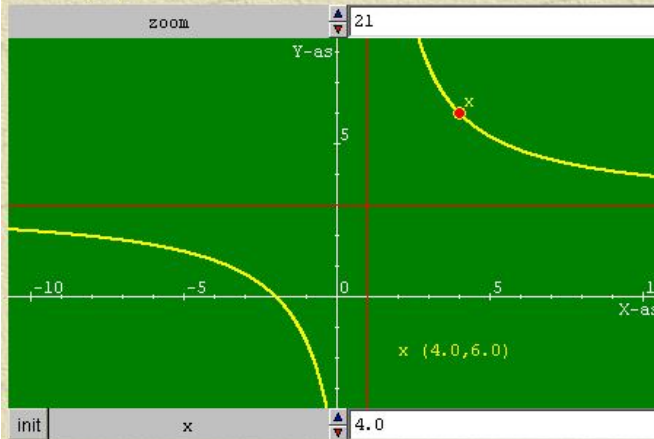 zoom 21
Y-as
x
5
-10 -5 0 5 1
X-as
x (4.0,6.0)
init x 4.0